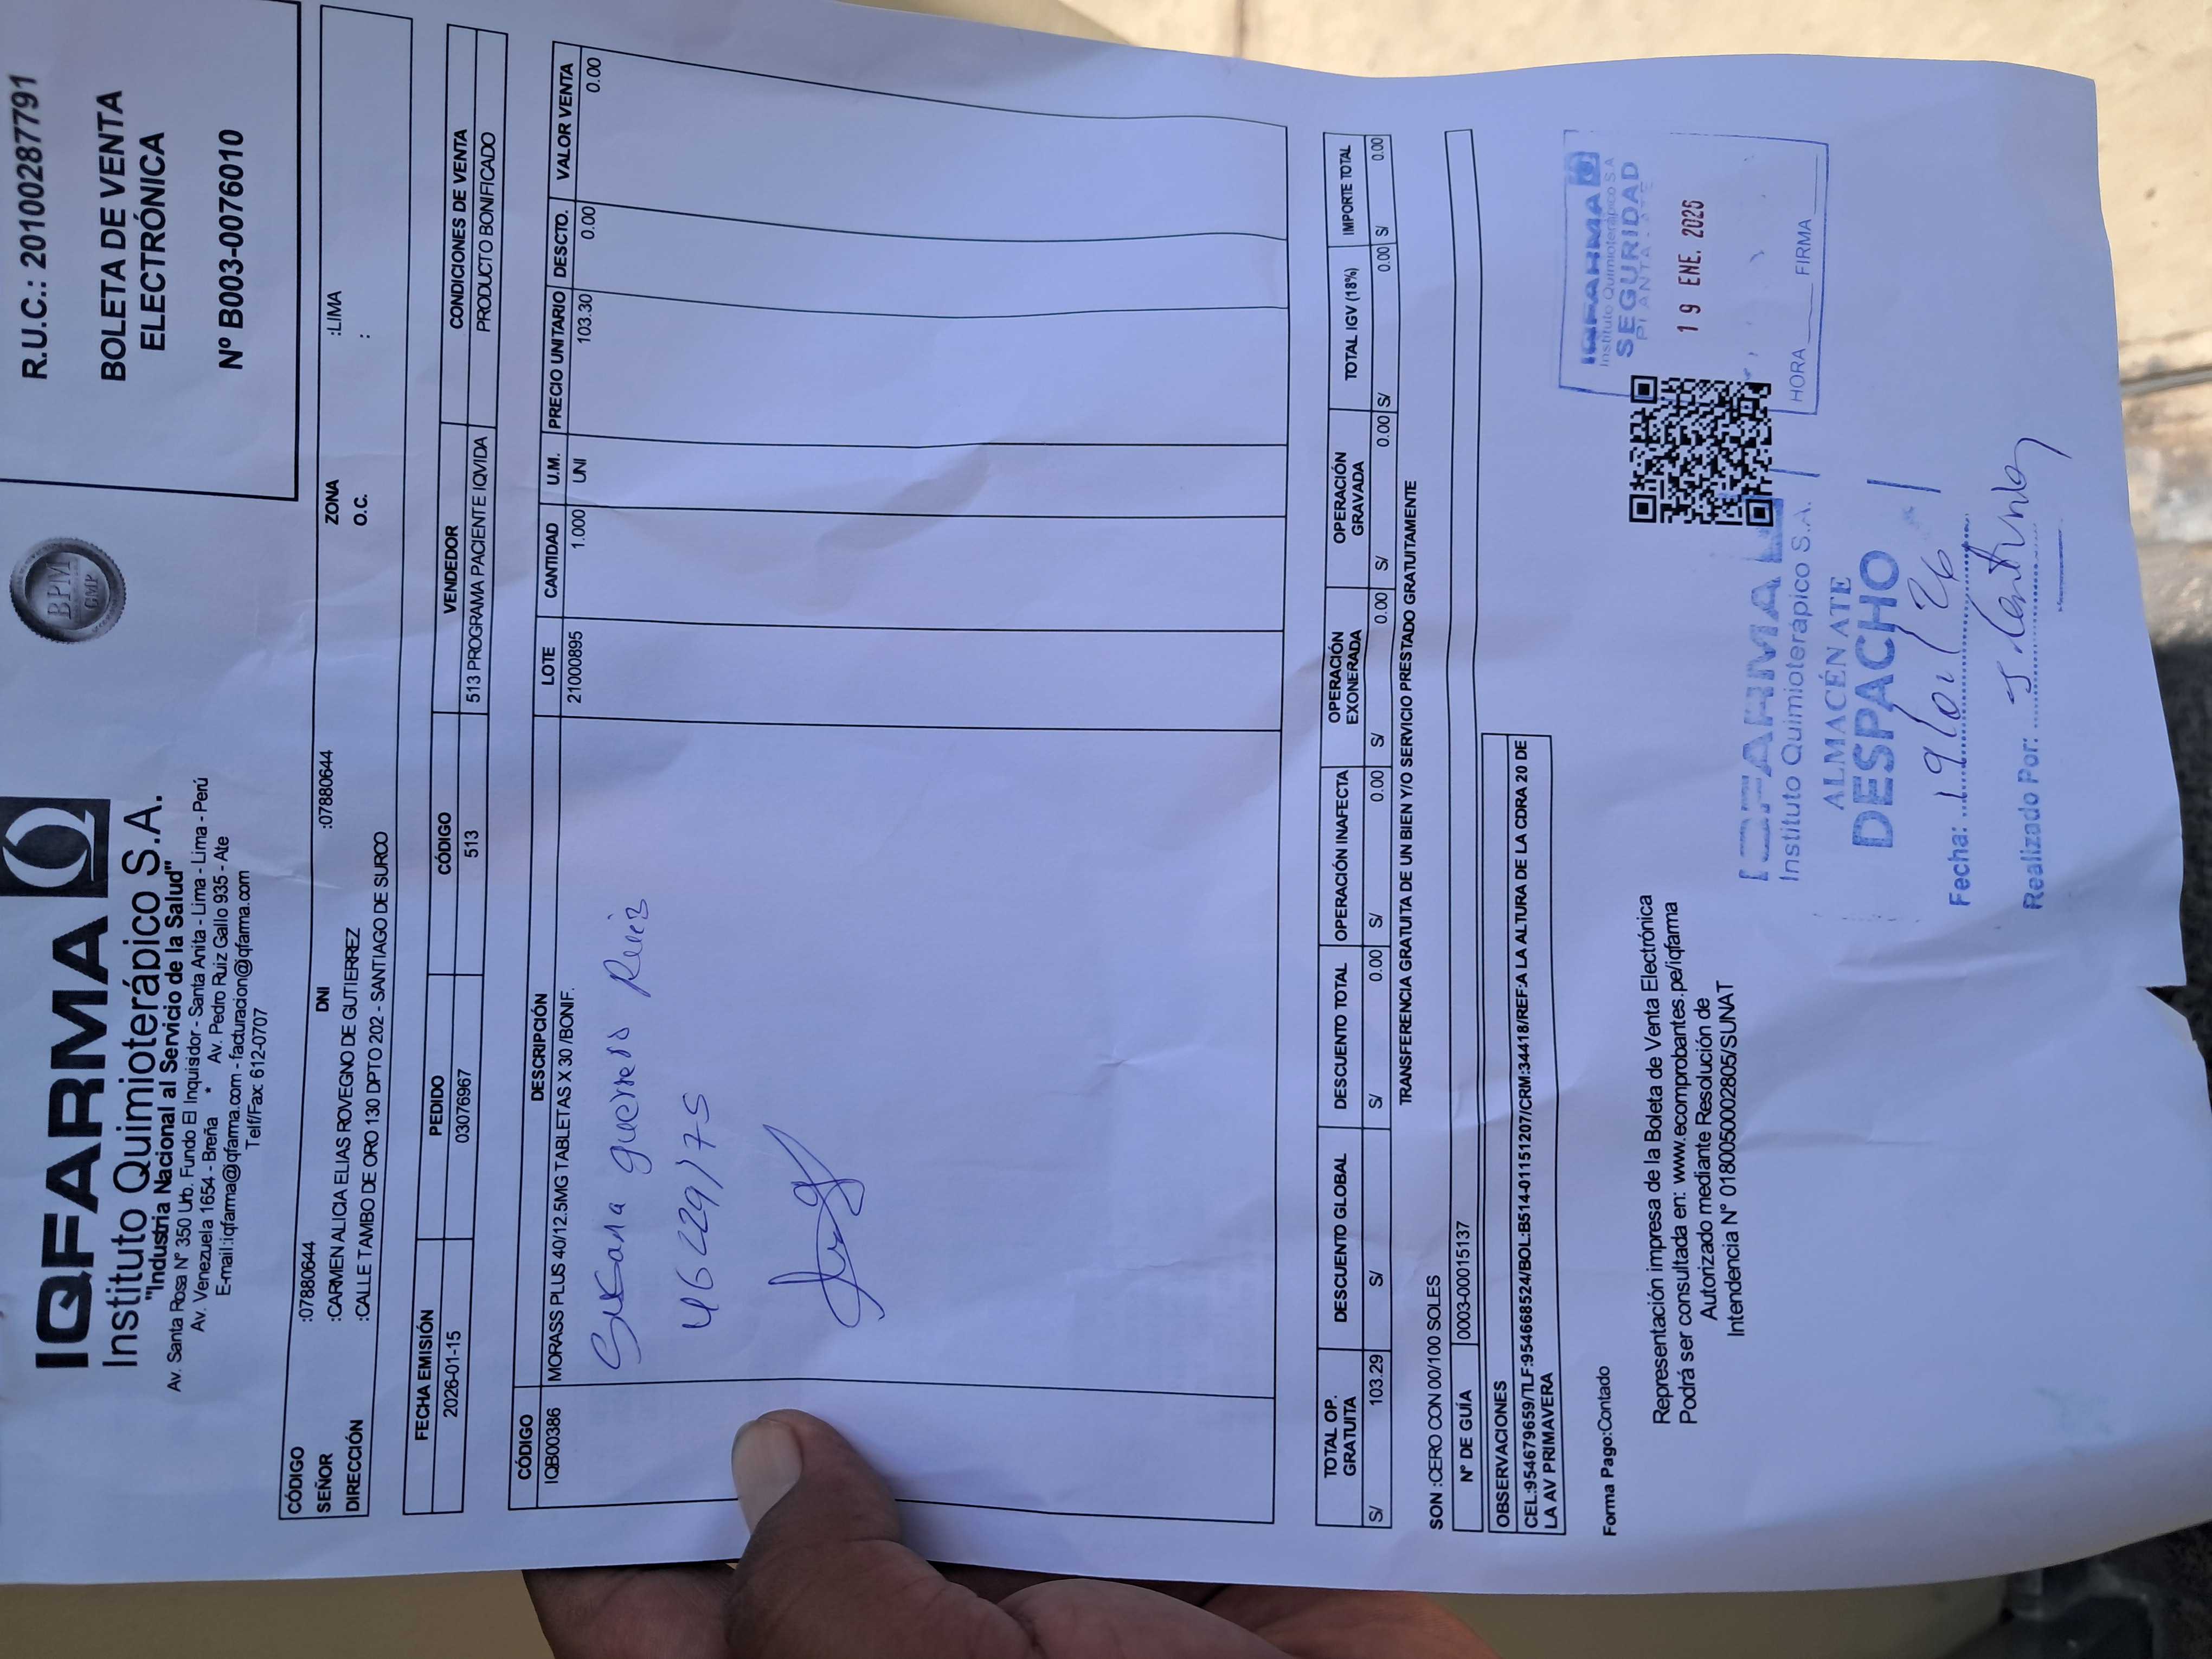 IQFARMA
Instituto Quimioterápico S.A.
"Industria Nacional al Servicio de la Salud"
Av. Santa Rosa N° 350 Urb. Fundo El Inquisidor - Santa Anita - Lima - Lima - Perú
Av. Venezuela 1654 - Breña * Av. Pedro Ruiz Gallo 935 - Ate
E-mail:iqfarma@iqfarma.com - facturacion@iqfarma.com
Telf/Fax: 612-0707
BPM
GMP
R.U.C.: 20100287791
BOLETA DE VENTA
ELECTRÓNICA
Nº B003-0076010
CÓDIGO :07880644 DNI :07880644 ZONA :LIMA
SEÑOR :CARMEN ALICIA ELIAS ROVEGNO DE GUTIERREZ O.C. :
DIRECCIÓN :CALLE TAMBO DE ORO 130 DPTO 202 - SANTIAGO DE SURCO
FECHA EMISIÓN PEDIDO CÓDIGO VENDEDOR CONDICIONES DE VENTA
2026-01-15 03076967 513 513 PROGRAMA PACIENTE IQVIDA PRODUCTO BONIFICADO
CÓDIGO DESCRIPCIÓN LOTE CANTIDAD U.M. PRECIO UNITARIO DESCTO. VALOR VENTA
IQB00386 MORASS PLUS 40/12.5MG TABLETAS X 30 /BONIF. 21000895 1.000 UNI 103.30 0.00 0.00
Susana guerrero Ruiz
TOTAL OP. GRATUITA DESCUENTO GLOBAL DESCUENTO TOTAL OPERACIÓN INAFECTA OPERACIÓN EXONERADA OPERACIÓN GRAVADA TOTAL IGV (18%) IMPORTE TOTAL
S/ 103.29 S/ S/ 0.00 S/ 0.00 S/ 0.00 S/ 0.00 S/ 0.00 S/ 0.00
TRANSFERENCIA GRATUITA DE UN BIEN Y/O SERVICIO PRESTADO GRATUITAMENTE
SON :CERO CON 00/100 SOLES
Nº DE GUÍA 0003-00015137
OBSERVACIONES
CEL:954679659/TLF:954668524/BOL:B514-01151207/CRM:34418/REF:A LA ALTURA DE LA CDRA 20 DE
LA AV PRIMAVERA
Forma Pago:Contado
Representación impresa de la Boleta de Venta Electrónica
Podrá ser consultada en: www.ecomprobantes.pe/iqfarma
Autorizado mediante Resolución de
Intendencia N° 0180050002805/SUNAT
IQFARMA
Instituto Quimioterápico S.A.
ALMACÉN ATE
DESPACHO
Fecha: 19/01/26
Realizado Por:
IQFARMA
Instituto Quimioterápico S.A
SEGURIDAD
PLANTA - ATE
19 ENE. 2026
HORA FIRMA